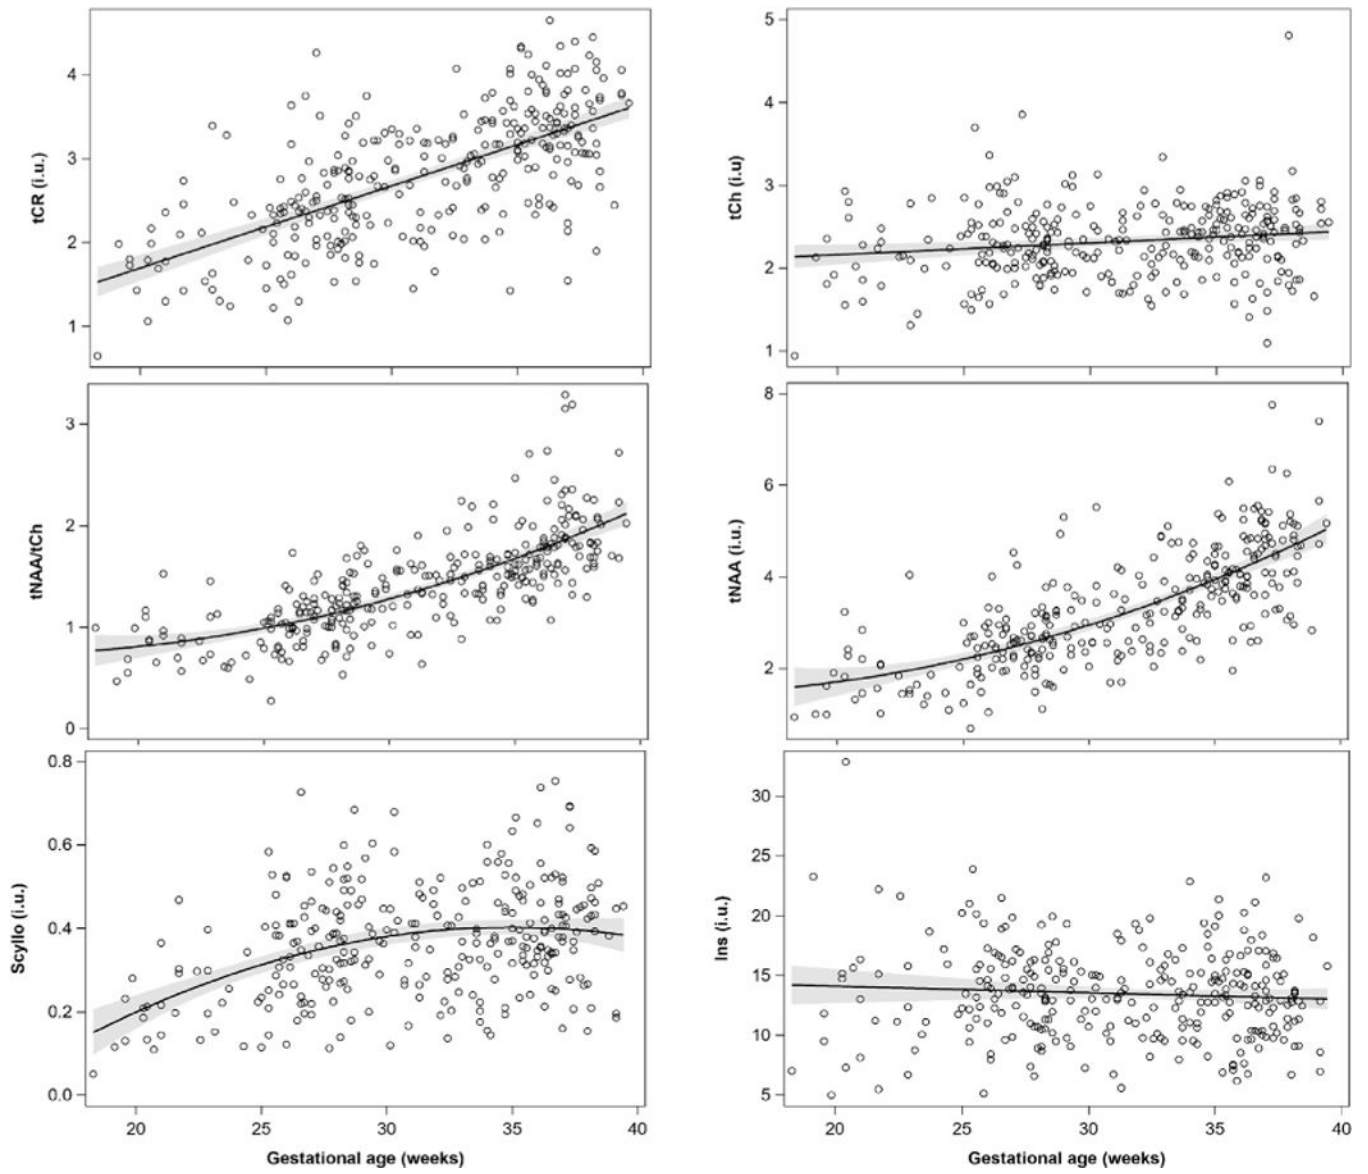 tCR (i.u.)
4
3
2
1
tCh (i.u)
5
4
3
2
1
tNAA/tCh
3
2
1
0
tNAA (i.u.)
8
6
4
2
Scyllo (i.u.)
0.8
0.6
0.4
0.2
0.0
20 25 30 35 40
Gestational age (weeks)
Ins (i.u.)
30
25
20
15
10
5
20 25 30 35 40
Gestational age (weeks)